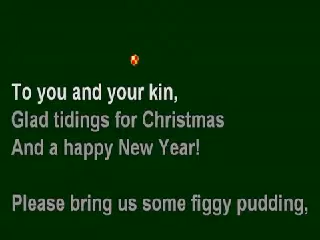 To you and your kin,
Glad tidings for Christmas
And a happy New Year!
Please bring us some figgy pudding,